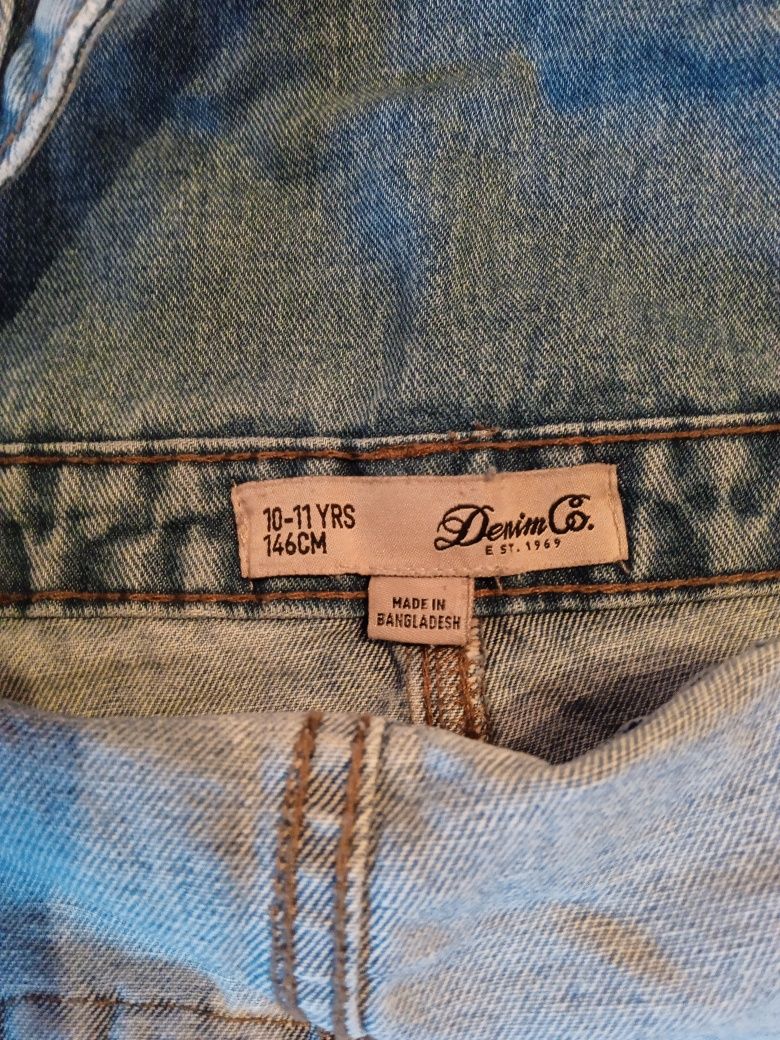 10-11 YRS
146CM
Denim Co.
EST. 1969
MADE IN
BANGLADESH